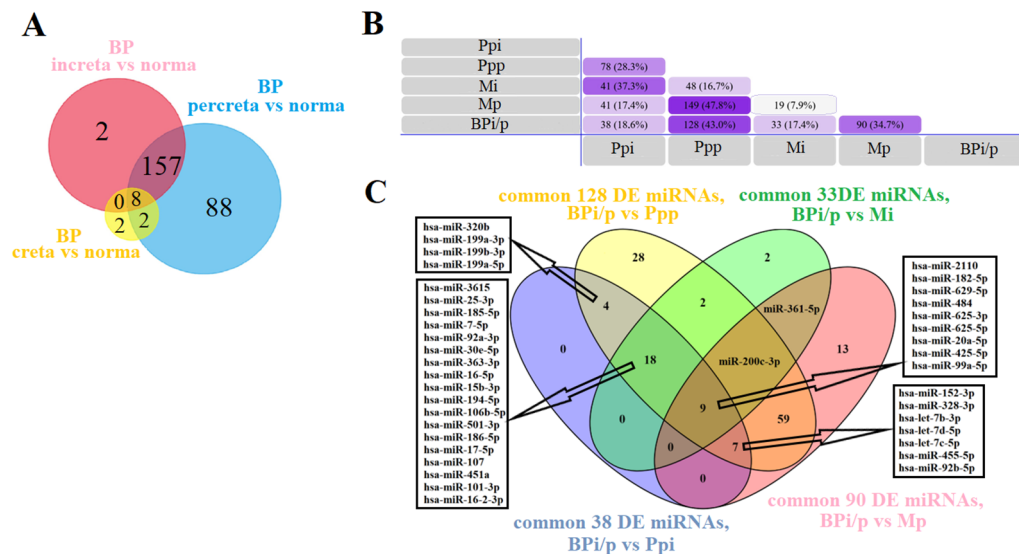 A
BP
increta vs norma
BP
percreta vs norma
2
157
0
8
2
2
88
BP
creta vs norma
B
Ppi
Ppp
78 (28.3%)
Mi
41 (37.3%)
48 (16,7%)
Mp
41 (17.4%)
149 (47,8%)
19 (7,9%)
BPi/p
38 (18.6%)
128 (43.0%)
33 (17.4%)
90 (34.7%)
Ppi
Ppp
Mi
Mp
BPi/p
C
common 128 DE miRNAs,
BPi/p vs Ppp
common 33DE miRNAs,
BPi/p vs Mi
hsa-miR-320b
hsa-miR-199a-3p
hsa-miR-199b-3p
hsa-miR-199a-5p
hsa-miR-3615
hsa-miR-25-3p
hsa-miR-185-5p
hsa-miR-7-5p
hsa-miR-92a-3p
hsa-miR-30e-5p
hsa-miR-363-3p
hsa-miR-16-5p
hsa-miR-15b-3p
hsa-miR-194-5p
hsa-miR-106b-5p
hsa-miR-501-3p
hsa-miR-186-5p
hsa-miR-17-5p
hsa-miR-107
hsa-miR-451a
hsa-miR-101-3p
hsa-miR-16-2-3p
28
2
4
2
miR-361-5p
0
18
miR-200c-3p
13
0
9
59
0
7
0
hsa-miR-2110
hsa-miR-182-5p
hsa-miR-629-5p
hsa-miR-484
hsa-miR-625-3p
hsa-miR-625-5p
hsa-miR-20a-5p
hsa-miR-425-5p
hsa-miR-99a-5p
hsa-miR-152-3p
hsa-miR-328-3p
hsa-let-7b-3p
hsa-let-7d-5p
hsa-let-7c-5p
hsa-miR-455-5p
hsa-miR-92b-5p
common 38 DE miRNAs,
BPi/p vs Ppi
common 90 DE miRNAs,
BPi/p vs Mp